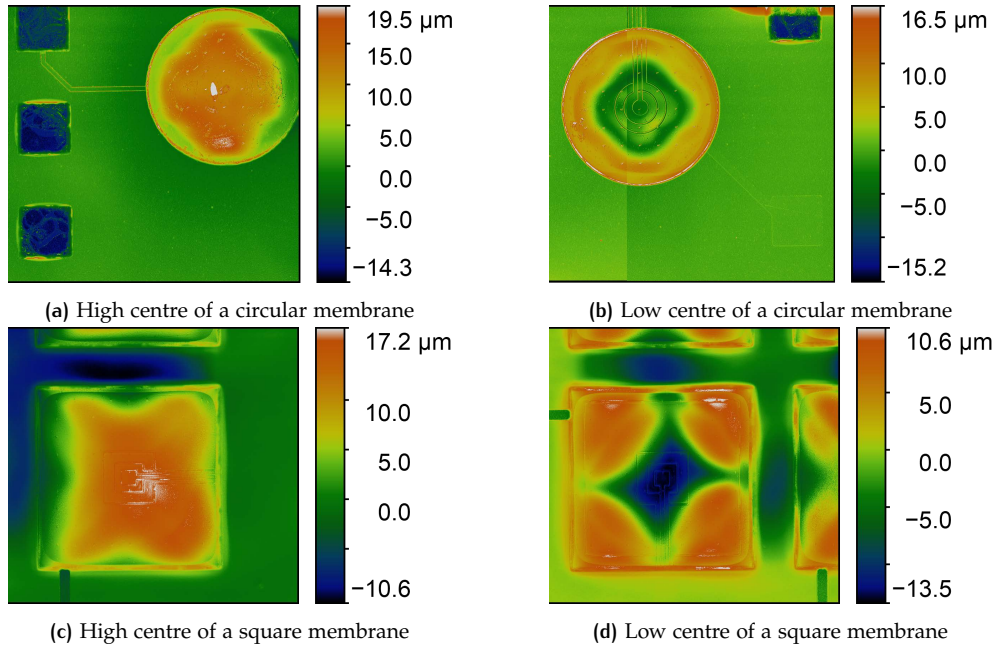 19.5 µm
15.0
10.0
5.0
0.0
−5.0
−14.3
(a) High centre of a circular membrane
16.5 µm
10.0
5.0
0.0
−5.0
−15.2
(b) Low centre of a circular membrane
17.2 µm
10.0
5.0
0.0
−10.6
(c) High centre of a square membrane
10.6 µm
5.0
0.0
−5.0
−13.5
(d) Low centre of a square membrane